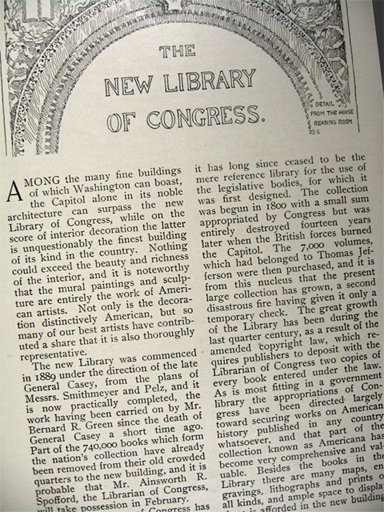 THE
NEW LIBRARY
OF CONGRESS.
DETAIL
FROM THE HOUSE
READING ROOM
AMONG the many fine buildings
of which Washington can boast,
the Capitol alone in its noble
architecture can surpass the new
Library of Congress, while on the
score of interior decoration the latter
is unquestionably the finest building
of its kind in the country. Nothing
could exceed the beauty and richness
of the interior, and it is noteworthy
that the mural paintings and sculp-
ture are entirely the work of Ameri-
can artists. Not only is the decora-
tion distinctively American, but so
many of our best artists have contrib-
uted a share that it is also thoroughly
representative.
The new Library was commenced
in 1889 under the direction of the late
General Casey, from the plans of
Messrs. Smithmeyer and Pelz, and it
is now practically completed, the
work having been carried on by Mr.
Bernard R. Green since the death of
General Casey a short time ago.
Part of the 740,000 books which form
the nation's collection have already
been removed from their old crowded
quarters to the new building, and it is
probable that Mr. Ainsworth R.
Spofford, the Librarian of Congress,
will take possession in February.
of Congress has
it has long since ceased to be the
mere reference library for the use of
the legislative bodies, for which it
was first designed. The collection
was begun in 1800 with a small sum
appropriated by Congress but was
entirely destroyed fourteen years
later when the British forces burned
the Capitol. The 7,000 volumes,
which had belonged to Thomas Jef-
ferson were then purchased, and it is
from this nucleus that the present
large collection has grown, a second
disastrous fire having given it only a
temporary check. The great growth
of the Library has been during the
last quarter century, as a result of the
amended copyright law, which re-
quires publishers to deposit with the
Librarian of Congress two copies of
every book entered under the law.
As is most fitting in a government
library the appropriations of Con-
gress have been directed largely
toward securing works on American
history published in any country
whatsoever, and that part of the
collection known as Americana has
become very comprehensive and valu-
able. Besides the books in the
Library there are many maps, en-
gravings, lithographs and prints of
all kinds, and ample space to display
is afforded in the new building